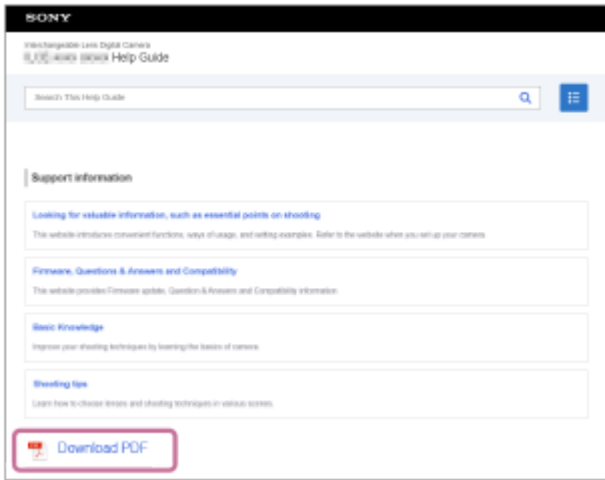 SONY
Interchangeable Lens Digital Camera
Help Guide
Search This Help Guide
Support information
Looking for valuable information, such as essential points on shooting
This website introduces convenient functions, ways of usage, and setting examples. Refer to the website when you set up your camera.
Firmware, Questions & Answers and Compatibility
This website provides Firmware update, Question & Answers and Compatibility information.
Basic Knowledge
Improve your shooting techniques by learning the basics of camera.
Shooting tips
Learn how to choose lenses and shooting techniques in various scenes.
Download PDF